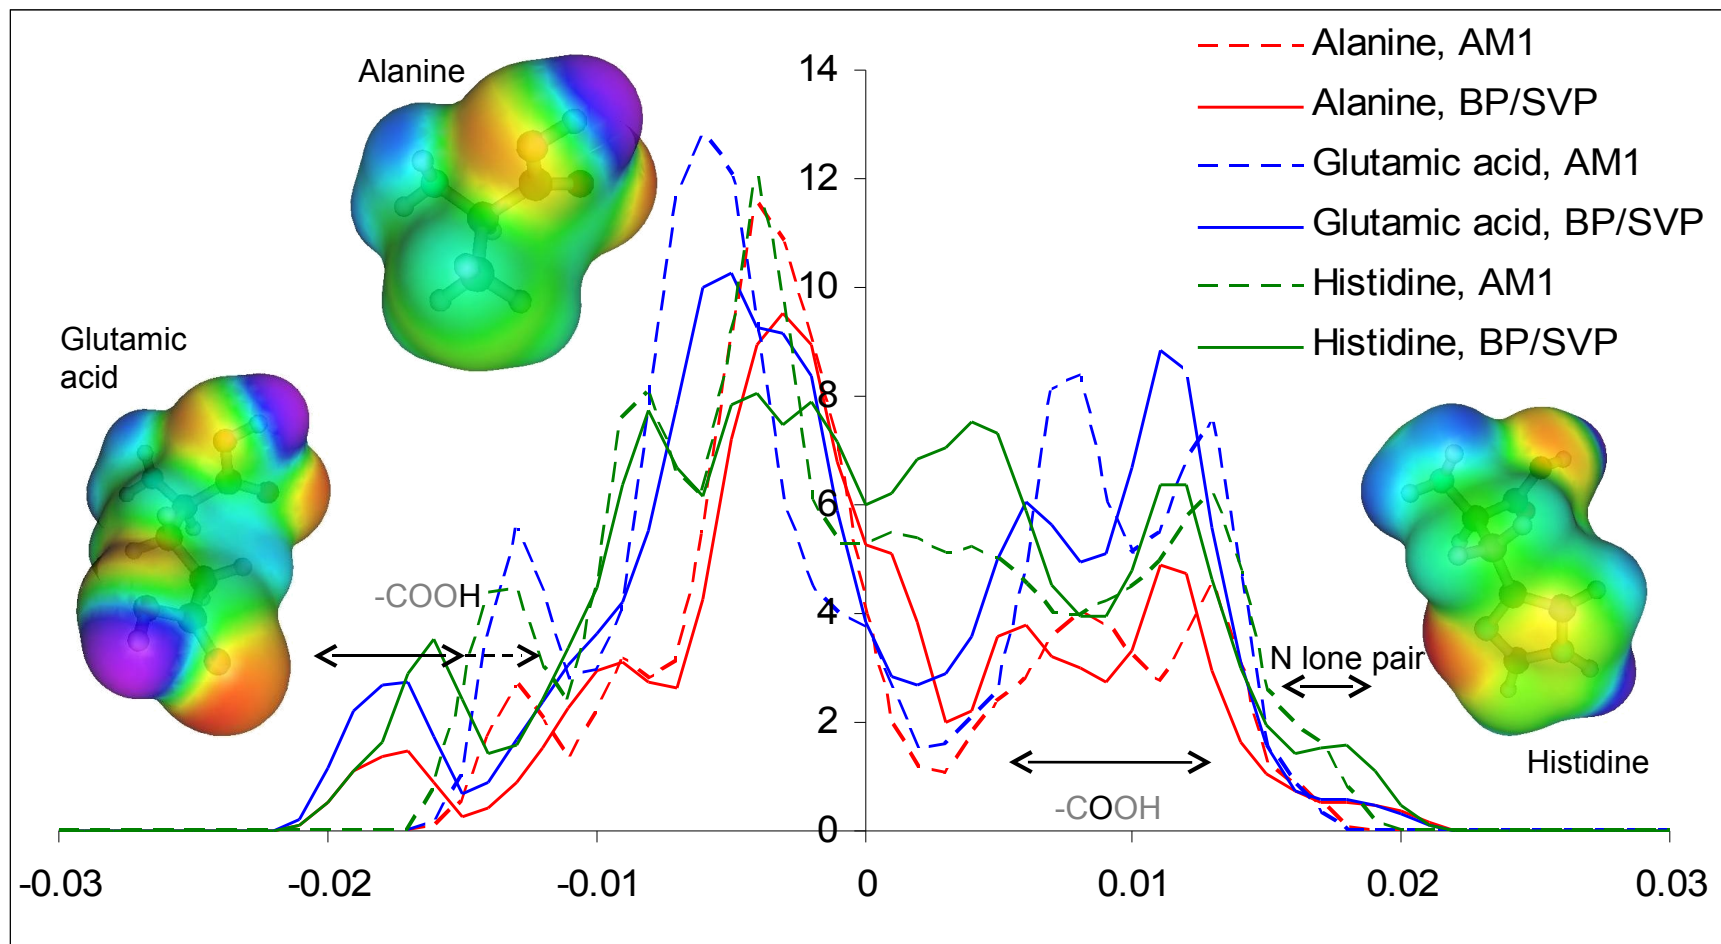 Alanine
Glutamic
acid
Alanine, AM1
Alanine, BP/SVP
Glutamic acid, AM1
Glutamic acid, BP/SVP
Histidine, AM1
Histidine, BP/SVP
14
12
10
8
6
4
2
0
-COOH
-COOH
N lone pair
Histidine
-0.03
-0.02
-0.01
0
0.01
0.02
0.03